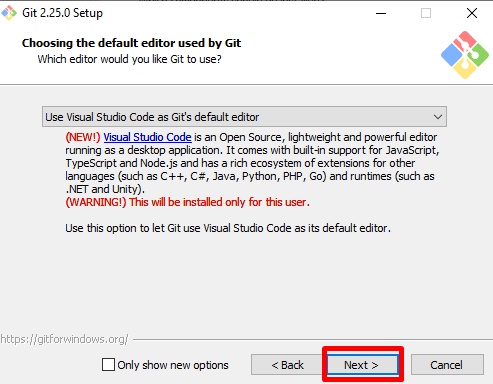 Git 2.25.0 Setup
Choosing the default editor used by Git
Which editor would you like Git to use?
Use Visual Studio Code as Git's default editor
(NEW!) Visual Studio Code is an Open Source, lightweight and powerful editor
running as a desktop application. It comes with built-in support for JavaScript,
TypeScript and Node.js and has a rich ecosystem of extensions for other
languages (such as C++, C#, Java, Python, PHP, Go) and runtimes (such as
.NET and Unity).
(WARNING!) This will be installed only for this user.
Use this option to let Git use Visual Studio Code as its default editor.
https://gitforwindows.org/
Only show new options
< Back
Next >
Cancel